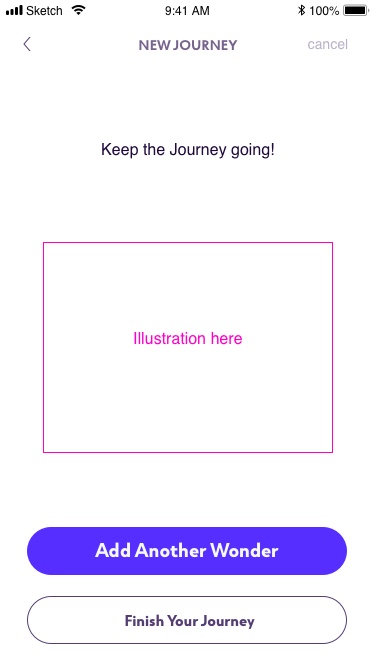 Sketch 9:41 AM 100%
NEW JOURNEY cancel
Keep the Journey going!
Illustration here
Add Another Wonder
Finish Your Journey